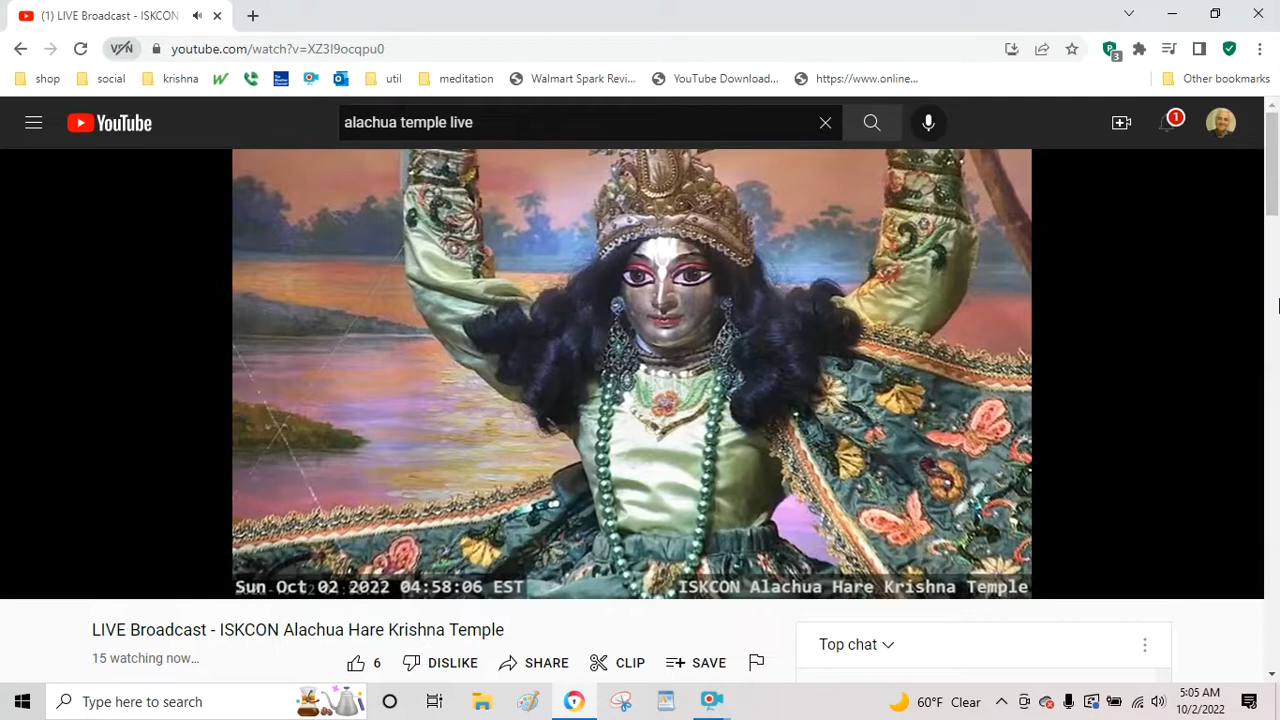 (1) LIVE Broadcast - ISKCON
youtube.com/watch?v=XZ3I9ocqpu0
VPN
3
shop social krishna util meditation Walmart Spark Revi... YouTube Download... https://www.online... Other bookmarks
YouTube
alachua temple live
1
Sun Oct 02 2022 04:58:06 EST
ISKCON Alachua Hare Krishna Temple
LIVE Broadcast - ISKCON Alachua Hare Krishna Temple
15 watching now...
6 DISLIKE SHARE CLIP SAVE
Top chat
Type here to search
60°F Clear
5:05 AM
10/2/2022